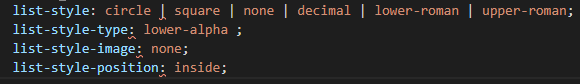 list-style: circle | square | none | decimal | lower-roman | upper-roman;
list-style-type: lower-alpha ;
list-style-image: none;
list-style-position: inside;